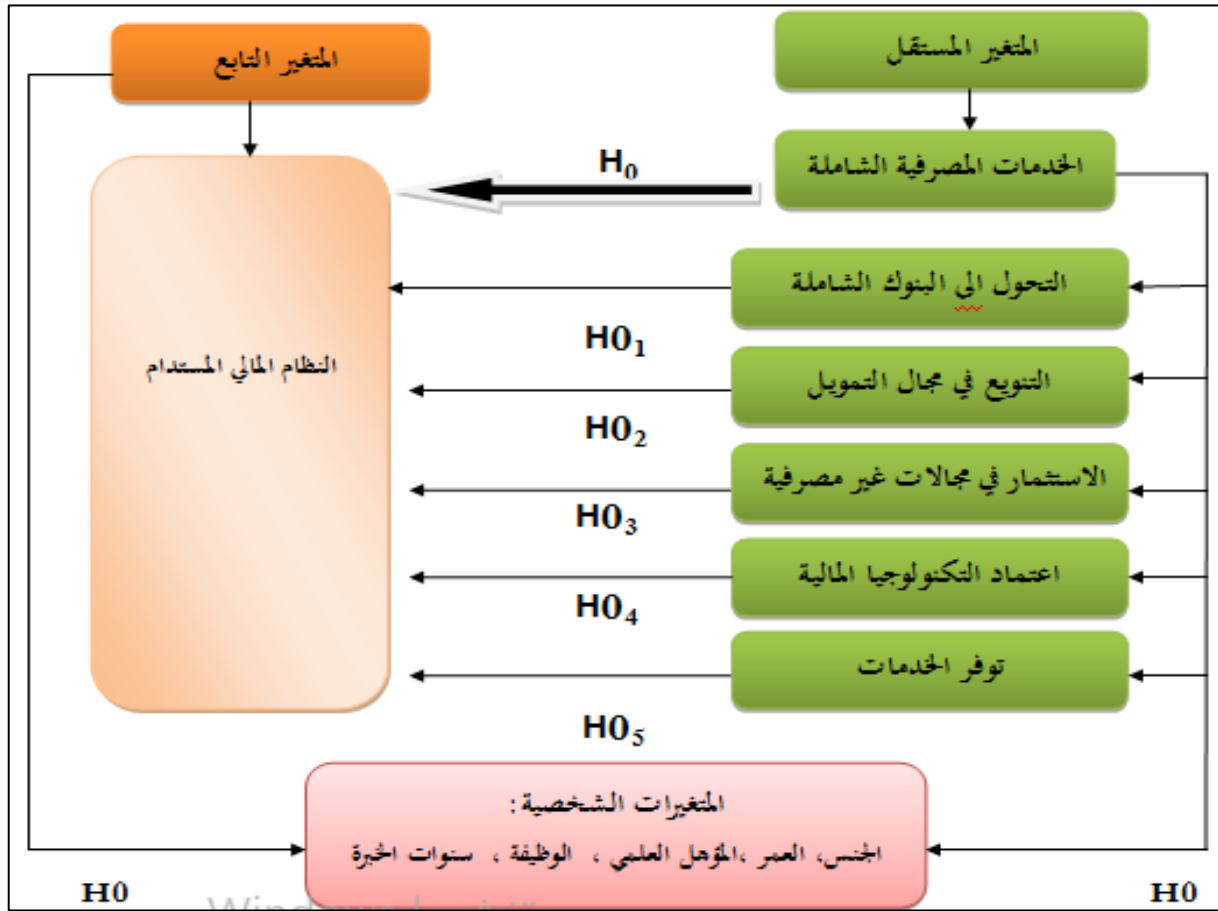 المتغير المستقل
المتغير التابع
الخدمات المصرفية الشاملة
H₀
التحول الى البنوك الشاملة
H0₁
التنويع في مجال التمويل
النظام المالي المستدام
H0₂
الاستثمار في مجالات غير مصرفية
H0₃
اعتماد التكنولوجيا المالية
H0₄
توفر الخدمات
H0₅
المتغيرات الشخصية:
الجنس، العمر ،المؤهل العلمي ، الوظيفة ، سنوات الخبرة
H0
H0